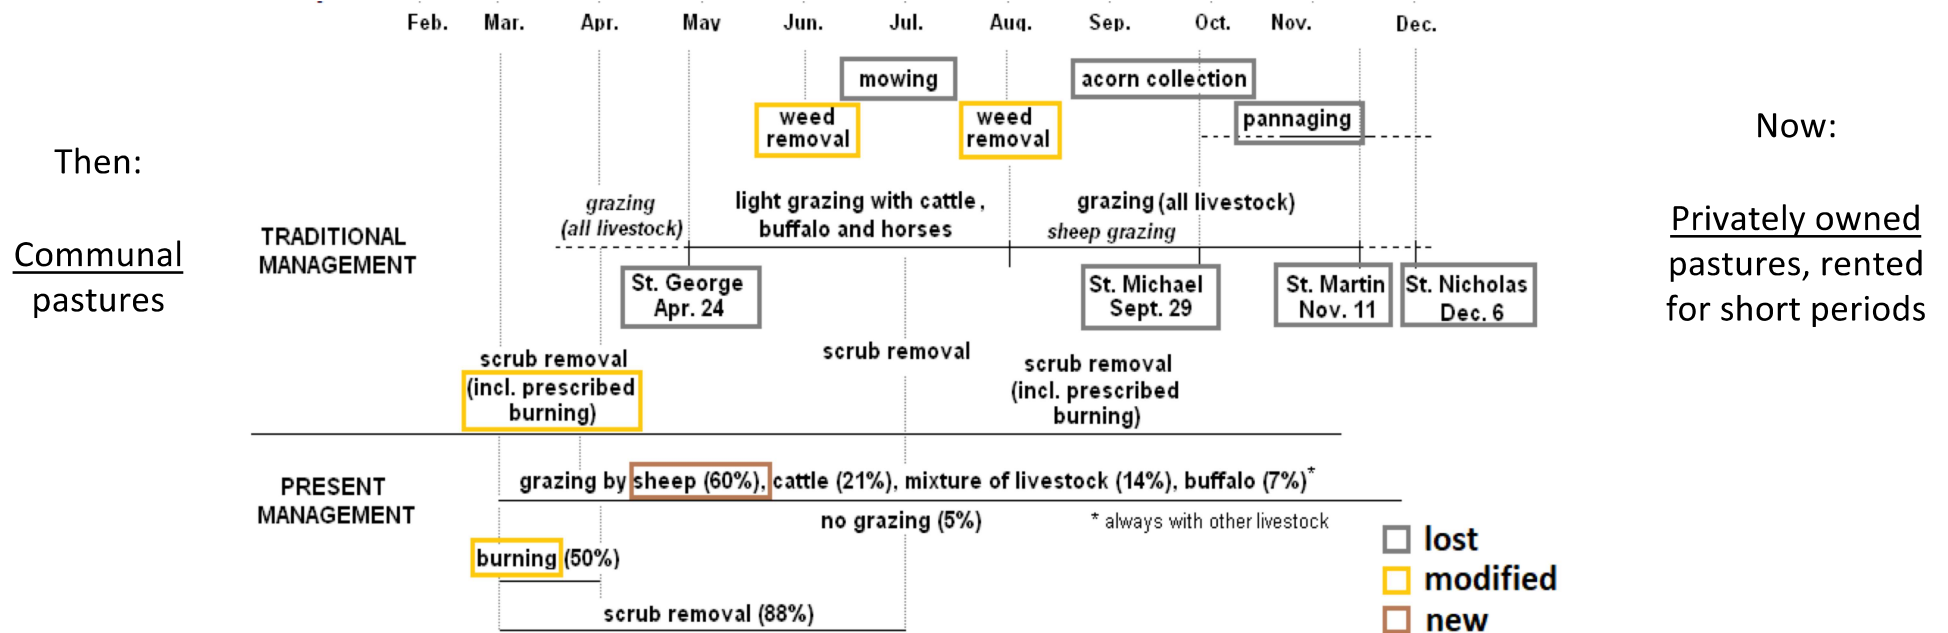 Feb. Mar. Apr. May Jun. Jul. Aug. Sep. Oct. Nov. Dec.
mowing
acorn collection
weed
removal
weed
removal
pannaging
Then:
Communal
pastures
Now:
Privately owned
pastures, rented
for short periods
TRADITIONAL
MANAGEMENT
grazing
(all livestock)
light grazing with cattle,
buffalo and horses
grazing (all livestock)
sheep grazing
St. George
Apr. 24
St. Michael
Sept. 29
St. Martin
Nov. 11
St. Nicholas
Dec. 6
scrub removal
(incl. prescribed
burning)
scrub removal
scrub removal
(incl. prescribed
burning)
PRESENT
MANAGEMENT
grazing by sheep (60%), cattle (21%), mixture of livestock (14%), buffalo (7%)*
no grazing (5%)
* always with other livestock
burning (50%)
scrub removal (88%)
lost
modified
new